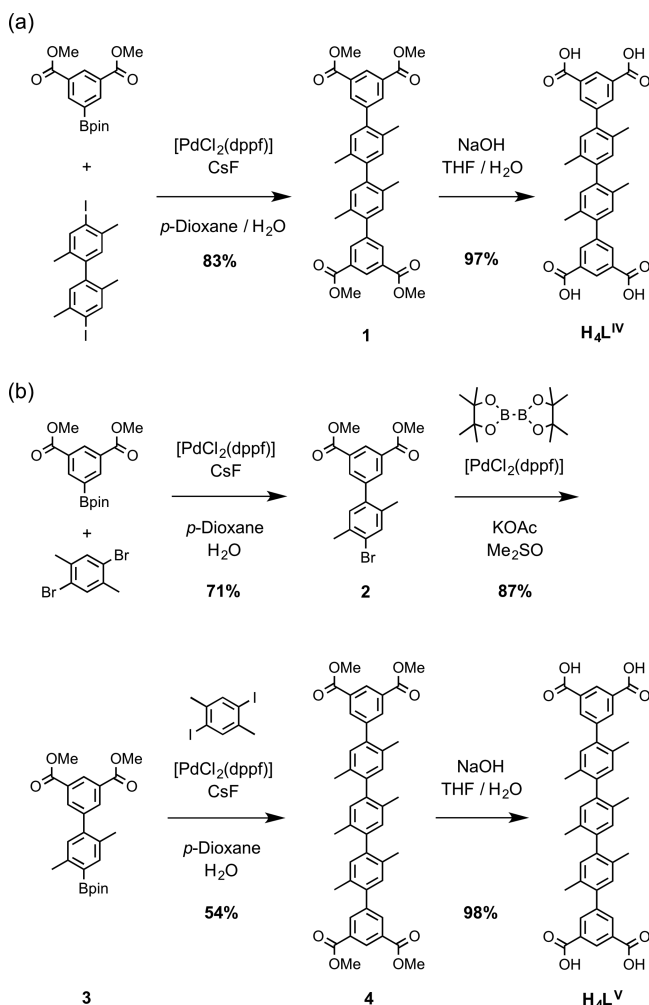 (a)
OMe
OMe
O
O
Bpin
+
I
I
[PdCl2(dppf)]
CsF
p-Dioxane / H2O
83%
OMe
OMe
O
O
O
O
OMe
OMe
1
NaOH
THF / H2O
97%
OH
OH
O
O
O
O
OH
OH
H4L^IV
(b)
OMe
OMe
O
O
Bpin
+
Br
Br
[PdCl2(dppf)]
CsF
p-Dioxane
H2O
71%
OMe
OMe
O
O
Br
2
O
O
B
B
O
O
[PdCl2(dppf)]
KOAc
Me2SO
87%
OMe
OMe
O
O
Bpin
3
I
I
[PdCl2(dppf)]
CsF
p-Dioxane
H2O
54%
OMe
OMe
O
O
O
O
OMe
OMe
4
NaOH
THF / H2O
98%
OH
OH
O
O
O
O
OH
OH
H4L^V